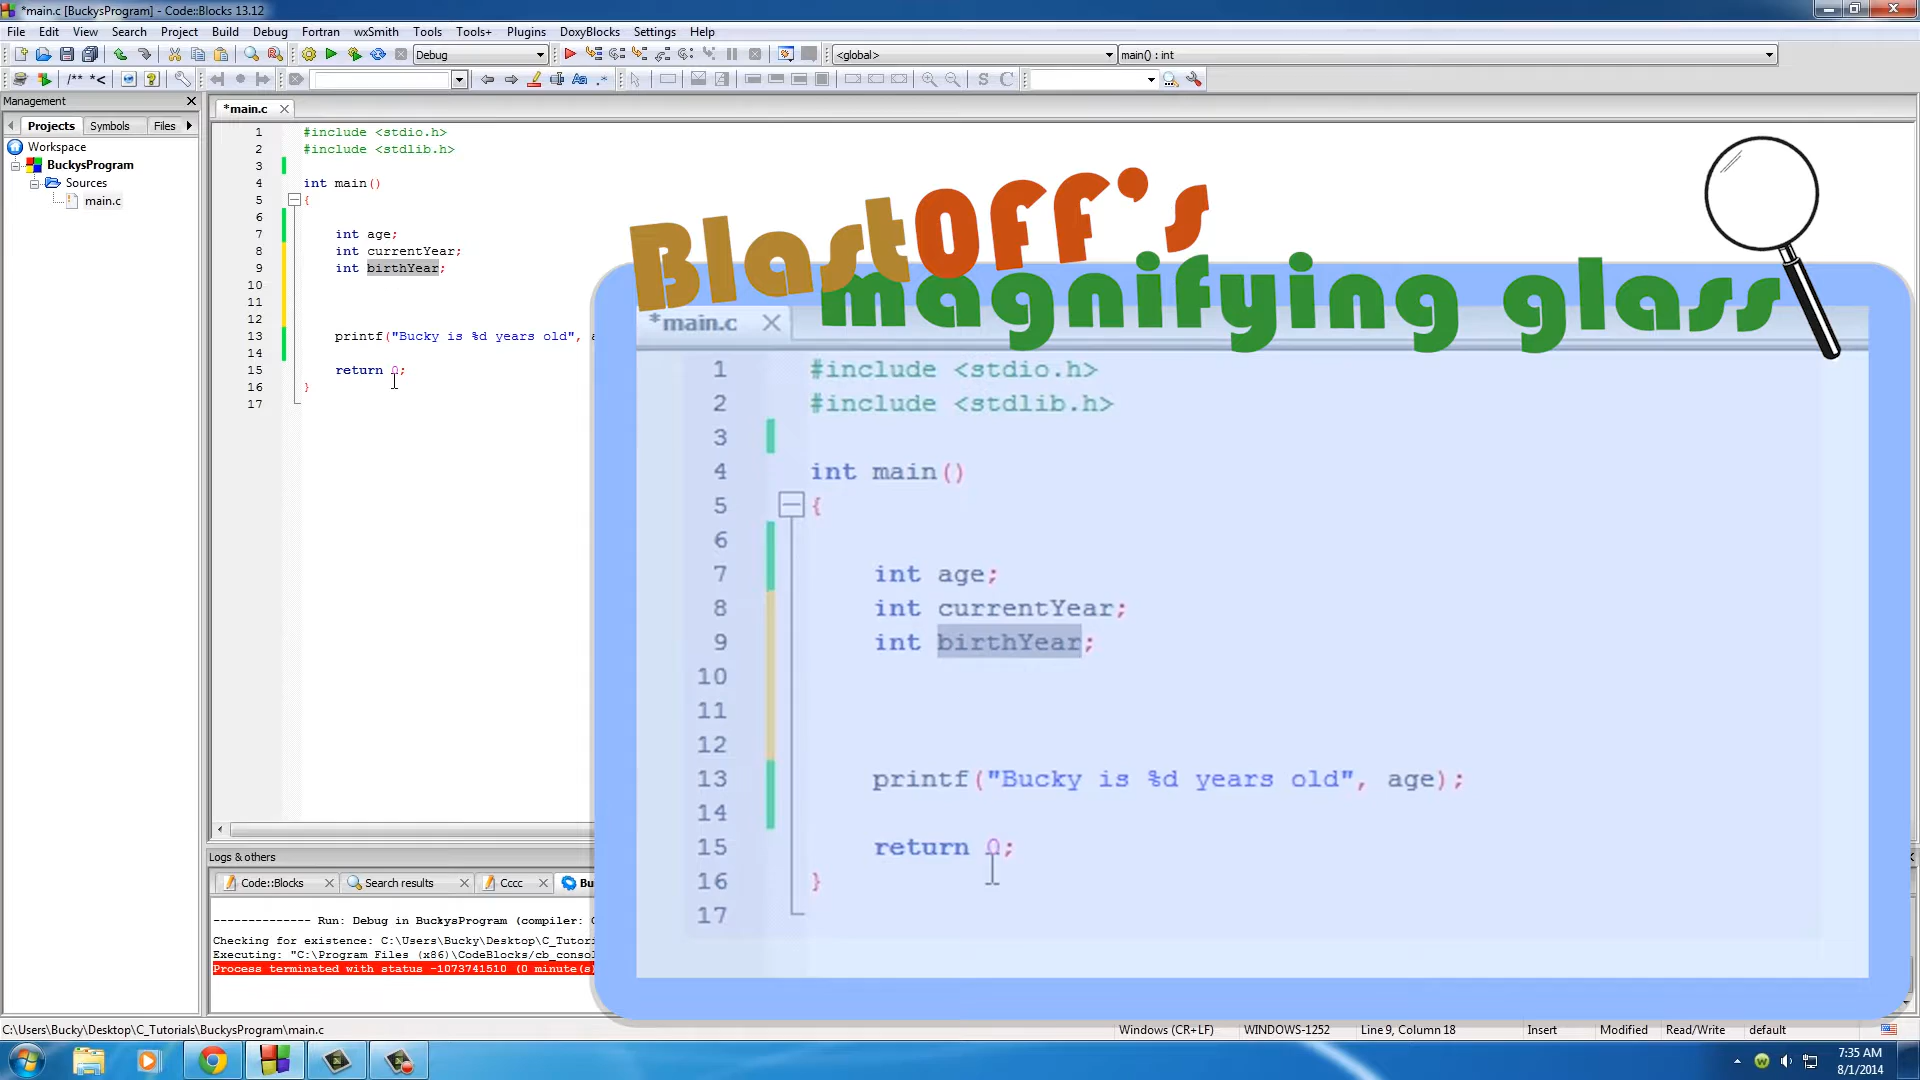 *main.c [BuckysProgram] - Code::Blocks 13.12
File Edit View Search Project Build Debug Fortran wxSmith Tools Tools+ Plugins DoxyBlocks Settings Help
Debug <global> main() : int
/** *< ? Aa .* S C
Management
Projects Symbols Files
Workspace
BuckysProgram
Sources
main.c
*main.c
1 #include <stdio.h>
2 #include <stdlib.h>
3
4 int main()
5 {
6
7 int age;
8 int currentYear;
9 int birthYear;
10
11
12
13 printf("Bucky is %d years old",
14
15 return 0;
16 }
17
BlastOFF's
magnifying glass
*main.c
1 #include <stdio.h>
2 #include <stdlib.h>
3
4 int main()
5 {
6
7 int age;
8 int currentYear;
9 int birthYear;
10
11
12
13 printf("Bucky is %d years old", age);
14
15 return 0;
16 }
17
Logs & others
Code::Blocks Search results Cccc Bu
-------------- Run: Debug in BuckysProgram (compiler:
Checking for existence: C:\Users\Bucky\Desktop\C_Tutori
Executing: "C:\Program Files (x86)\CodeBlocks/cb_consol
Process terminated with status -1073741510 (0 minute(s)
C:\Users\Bucky\Desktop\C_Tutorials\BuckysProgram\main.c Windows (CR+LF) WINDOWS-1252 Line 9, Column 18 Insert Modified Read/Write default
7:35 AM
8/1/2014